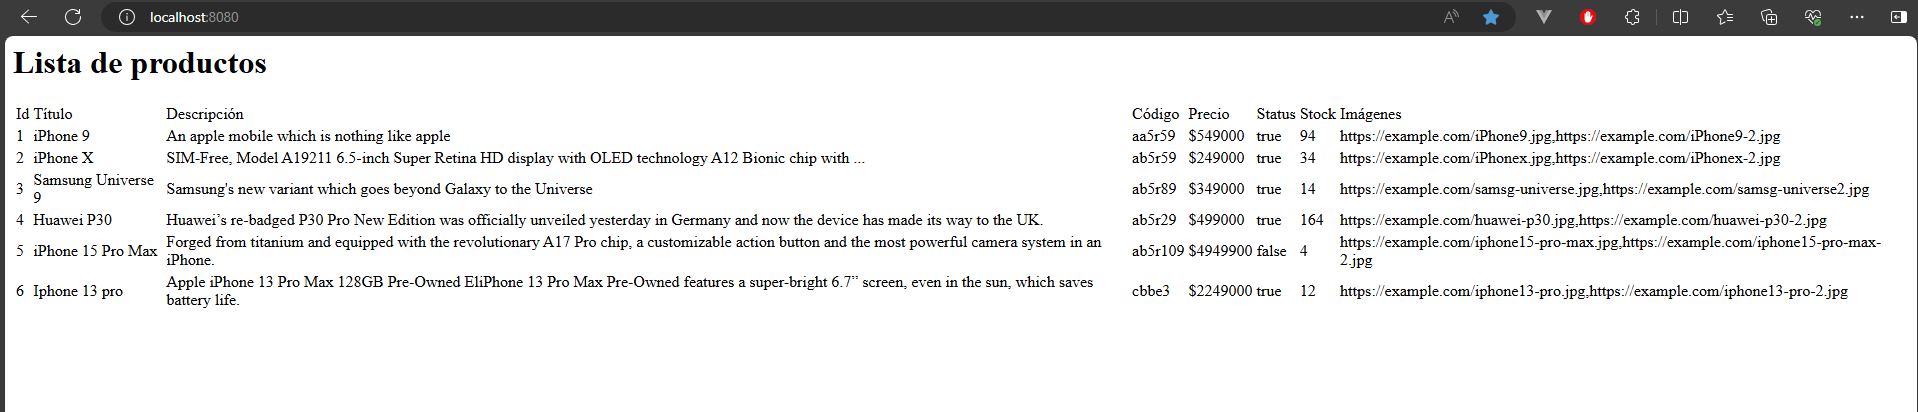 localhost:8080
Lista de productos
Id Título Descripción Código Precio Status Stock Imágenes
1 iPhone 9 An apple mobile which is nothing like apple aa5r59 $549000 true 94 https://example.com/iPhone9.jpg,https://example.com/iPhone9-2.jpg
2 iPhone X SIM-Free, Model A19211 6.5-inch Super Retina HD display with OLED technology A12 Bionic chip with ... ab5r59 $249000 true 34 https://example.com/iPhonex.jpg,https://example.com/iPhonex-2.jpg
Samsung Universe
3 Samsung's new variant which goes beyond Galaxy to the Universe ab5r89 $349000 true 14 https://example.com/samsg-universe.jpg,https://example.com/samsg-universe2.jpg
9
4 Huawei P30 Huawei’s re-badged P30 Pro New Edition was officially unveiled yesterday in Germany and now the device has made its way to the UK. ab5r29 $499000 true 164 https://example.com/huawei-p30.jpg,https://example.com/huawei-p30-2.jpg
Forged from titanium and equipped with the revolutionary A17 Pro chip, a customizable action button and the most powerful camera system in an https://example.com/iphone15-pro-max.jpg,https://example.com/iphone15-pro-max-
5 iPhone 15 Pro Max ab5r109 $4949900 false 4
iPhone. 2.jpg
Apple iPhone 13 Pro Max 128GB Pre-Owned EliPhone 13 Pro Max Pre-Owned features a super-bright 6.7” screen, even in the sun, which saves
6 Iphone 13 pro cbbe3 $2249000 true 12 https://example.com/iphone13-pro.jpg,https://example.com/iphone13-pro-2.jpg
battery life.